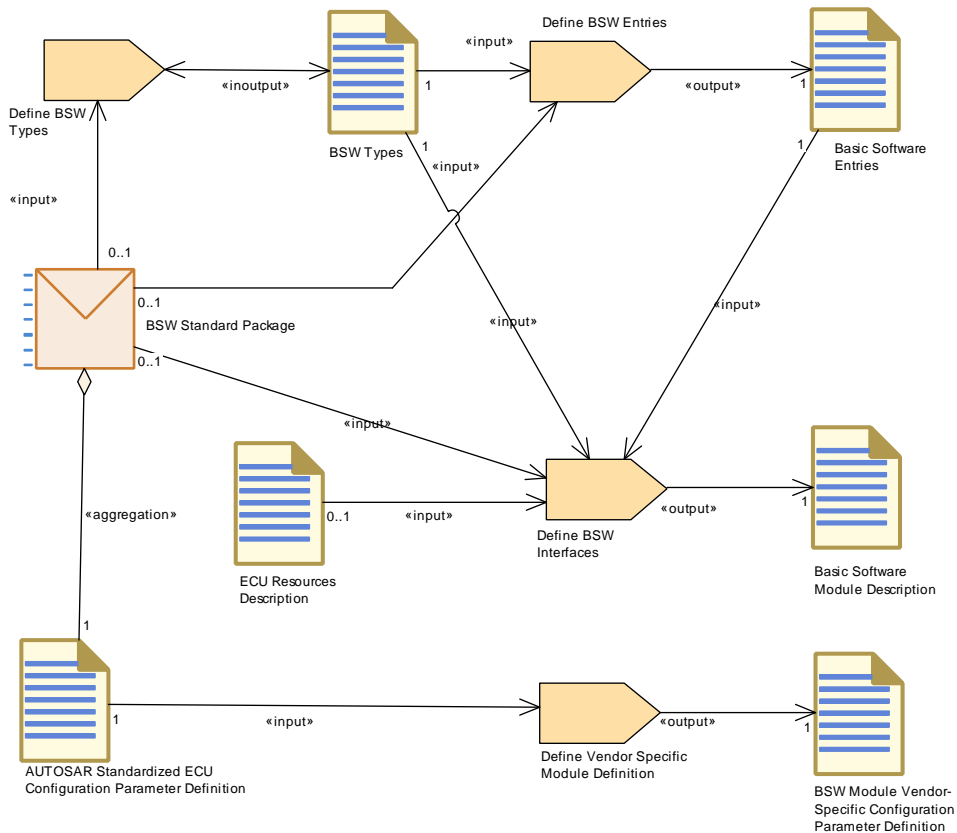 Define BSW Entries
«input»
«inoutput»
1
«output»
1
Define BSW
Types
BSW Types
1
«input»
1
Basic Software
Entries
«input»
0..1
0..1
BSW Standard Package
0..1
«input»
«input»
«input»
«aggregation»
0..1
«input»
Define BSW
Interfaces
«output»
1
ECU Resources
Description
Basic Software
Module Description
1
1
«input»
«output»
1
AUTOSAR Standardized ECU
Configuration Parameter Definition
Define Vendor Specific
Module Definition
BSW Module Vendor-
Specific Configuration
Parameter Definition